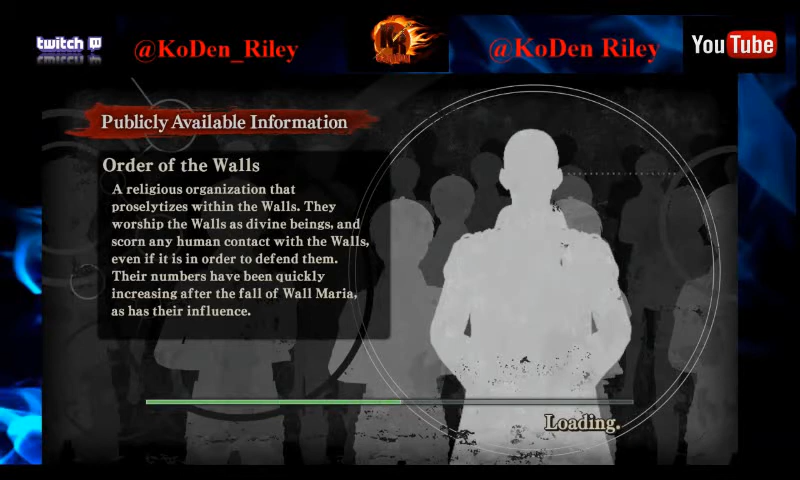 twitch
@KoDen_Riley
KR
@KoDen Riley
YouTube
Publicly Available Information
Order of the Walls
A religious organization that
proselytizes within the Walls. They
worship the Walls as divine beings, and
scorn any human contact with the Walls,
even if it is in order to defend them.
Their numbers have been quickly
increasing after the fall of Wall Maria,
as has their influence.
Loading.